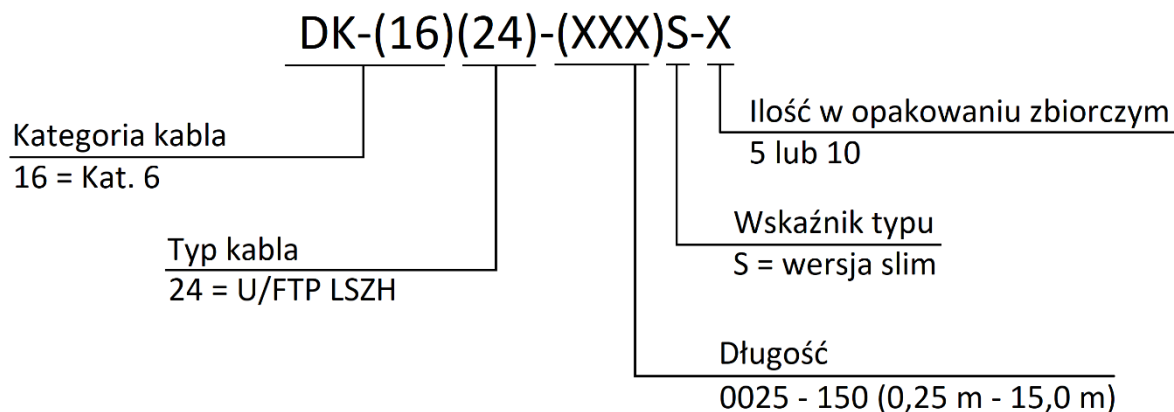 DK-(16)(24)-(XXX)S-X
Kategoria kabla
16 = Kat. 6
Typ kabla
24 = U/FTP LSZH
Ilość w opakowaniu zbiorczym
5 lub 10
Wskaźnik typu
S = wersja slim
Długość
0025 - 150 (0,25 m - 15,0 m)